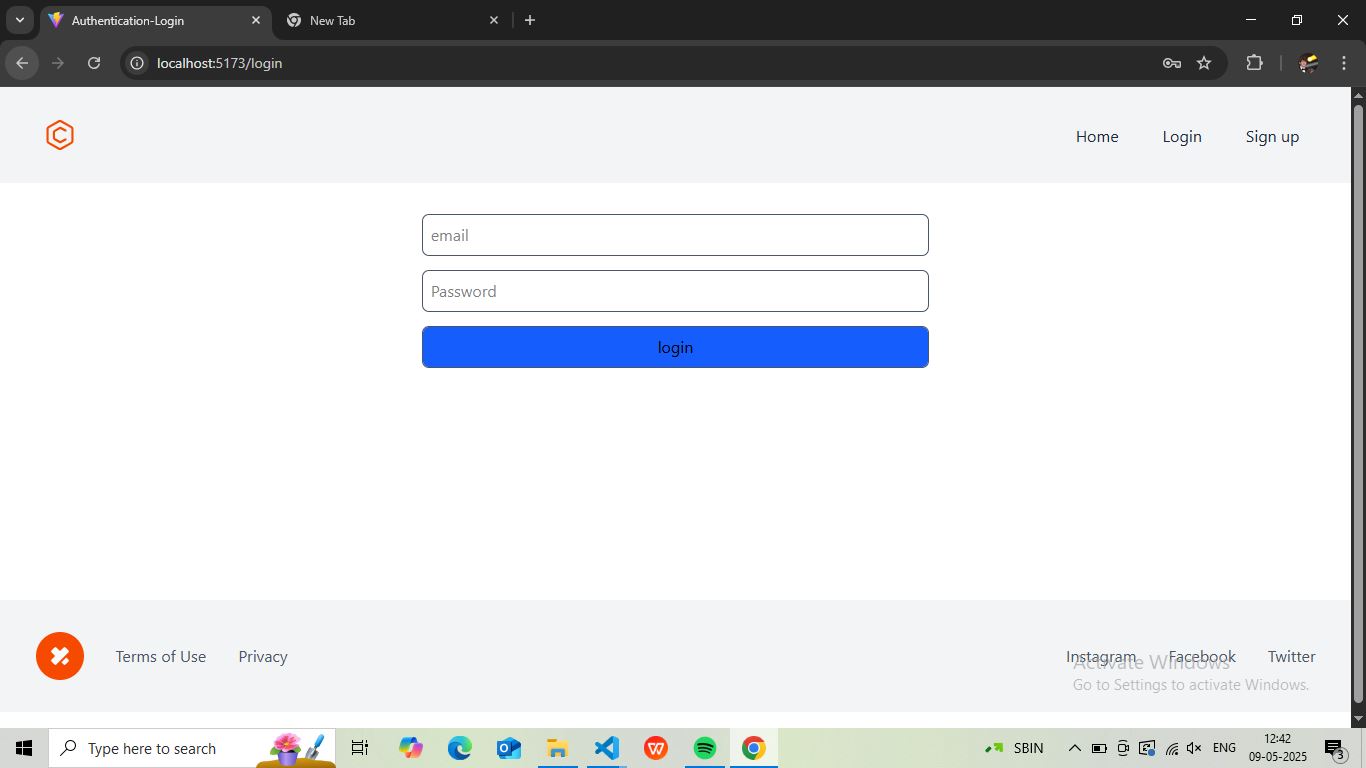 Authentication-Login
New Tab
localhost:5173/login
Home Login Sign up
email
Password
login
Terms of Use Privacy Instagram Facebook Twitter
Activate Windows
Go to Settings to activate Windows.
Type here to search
SBIN
ENG
12:42
09-05-2025
3